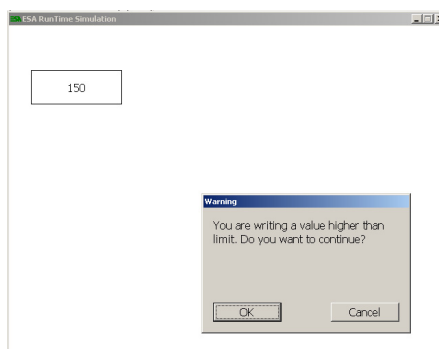 ESA RunTime Simulation
150
Warning
You are writing a value higher than
limit. Do you want to continue?
OK
Cancel